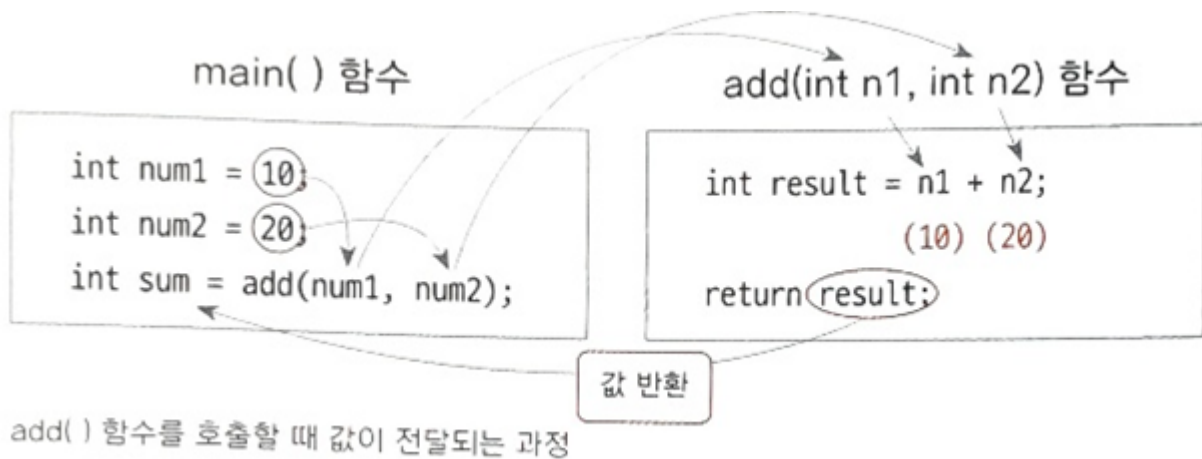 main( ) 함수
int num1 = 10;
int num2 = 20;
int sum = add(num1, num2);
add(int n1, int n2) 함수
int result = n1 + n2;
(10) (20)
return result;
값 반환
add( ) 함수를 호출할 때 값이 전달되는 과정